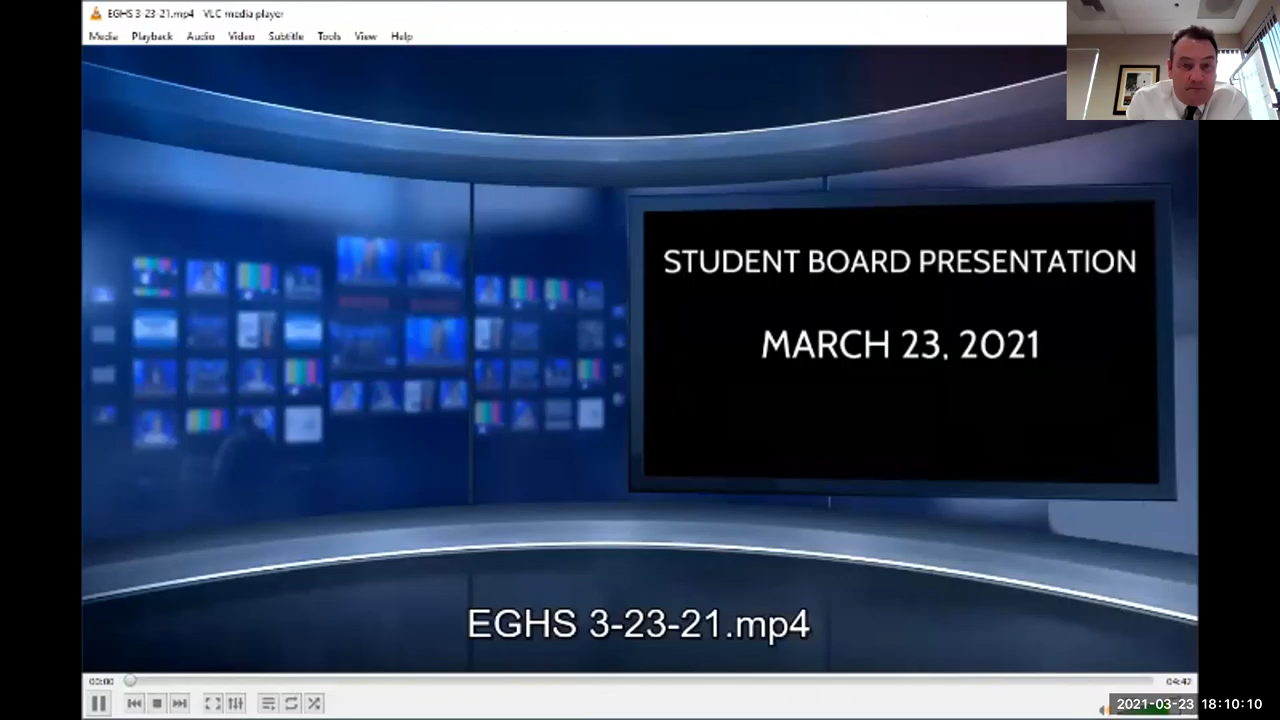 EGHS 3-23-21.mp4 - VLC media player
Media Playback Audio Video Subtitle Tools View Help
STUDENT BOARD PRESENTATION
MARCH 23, 2021
EGHS 3-23-21.mp4
00:00
04:42
2021-03-23 18:10:10